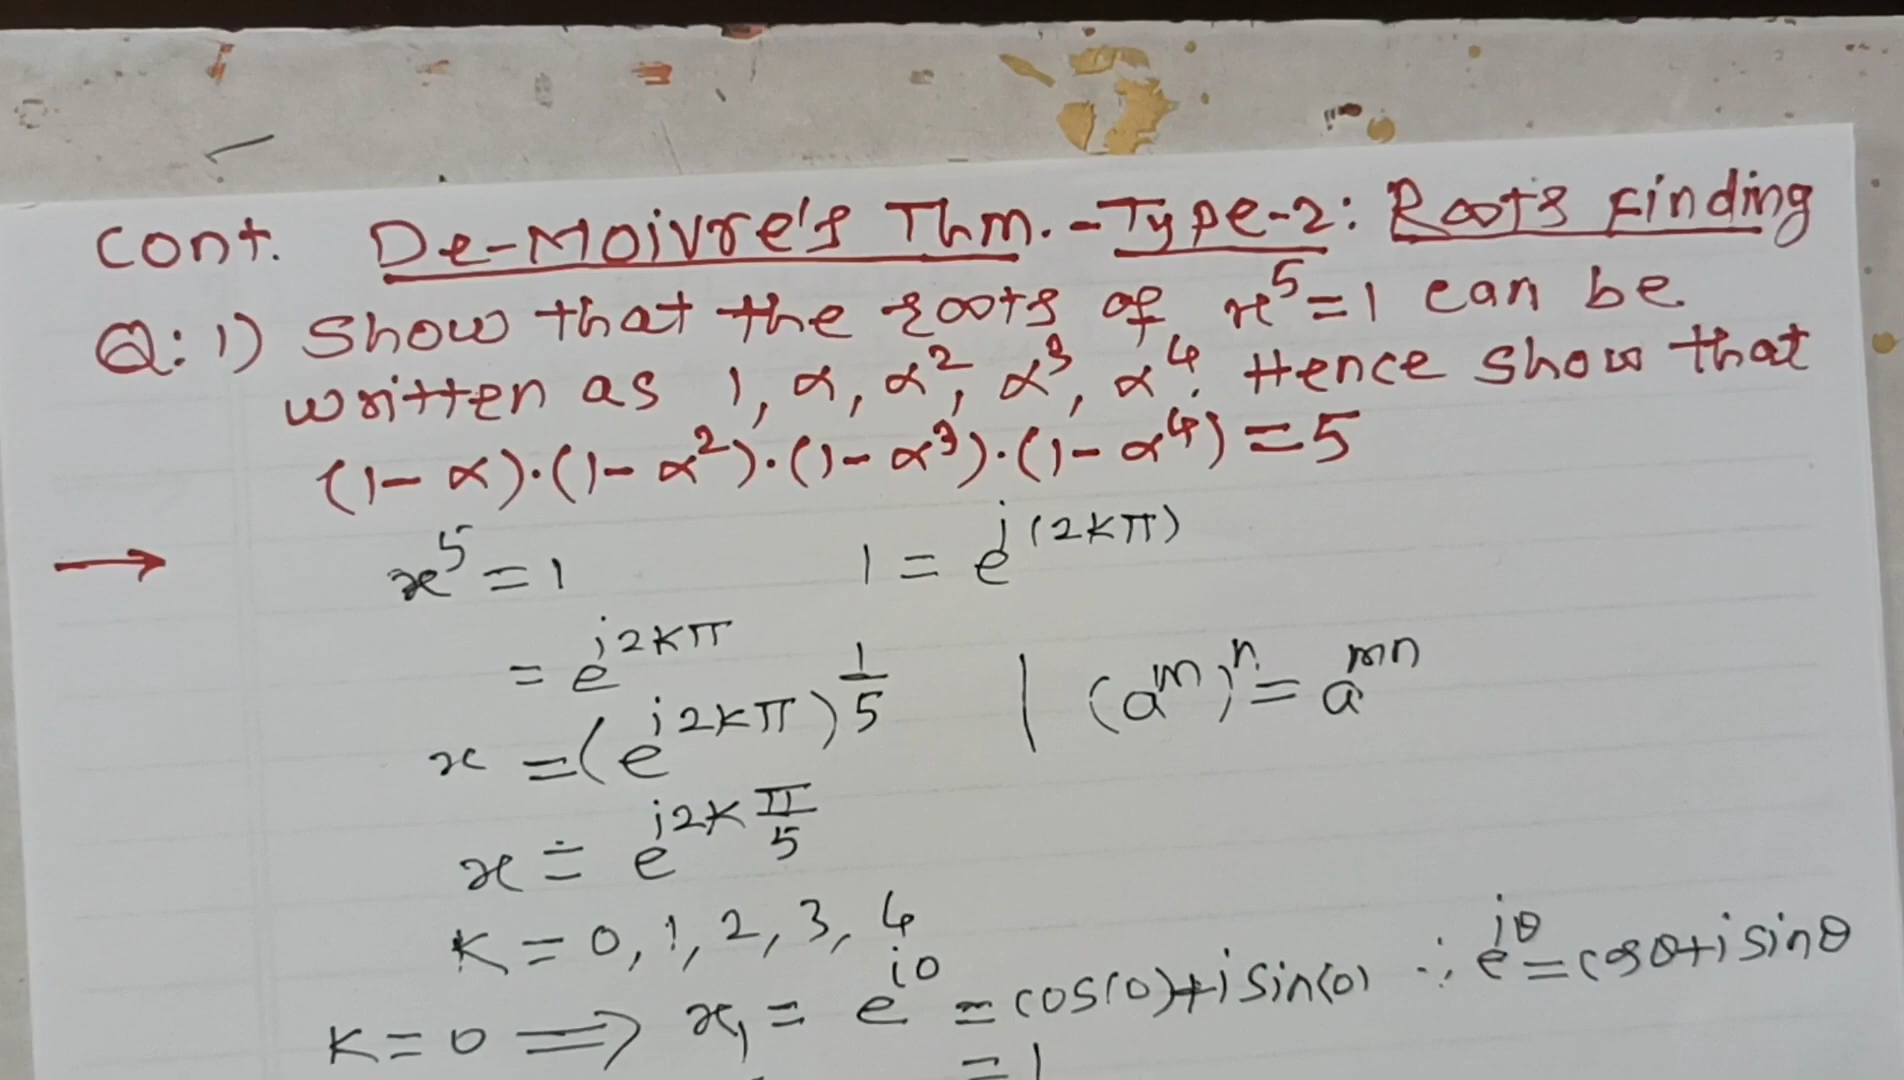 Cont. De-Moivre's Thm. - Type-2: Roots Finding
Q: 1) Show that the roots of x⁵ = 1 can be
written as 1, α, α², α³, α⁴. Hence show that
(1-α)·(1-α²)·(1-α³)·(1-α⁴) = 5
→ x⁵ = 1 1 = e^{i(2kπ)}
= e^{i2kπ}
x = (e^{i2kπ})^{1/5} | (a^m)^n = a^{mn}
x = e^{i2kπ/5}
K = 0, 1, 2, 3, 4
K = 0 ⟹ x₁ = e^{i0} = cos(0)+i sin(0) ∵ e^{iθ} = cosθ+i sinθ
= 1